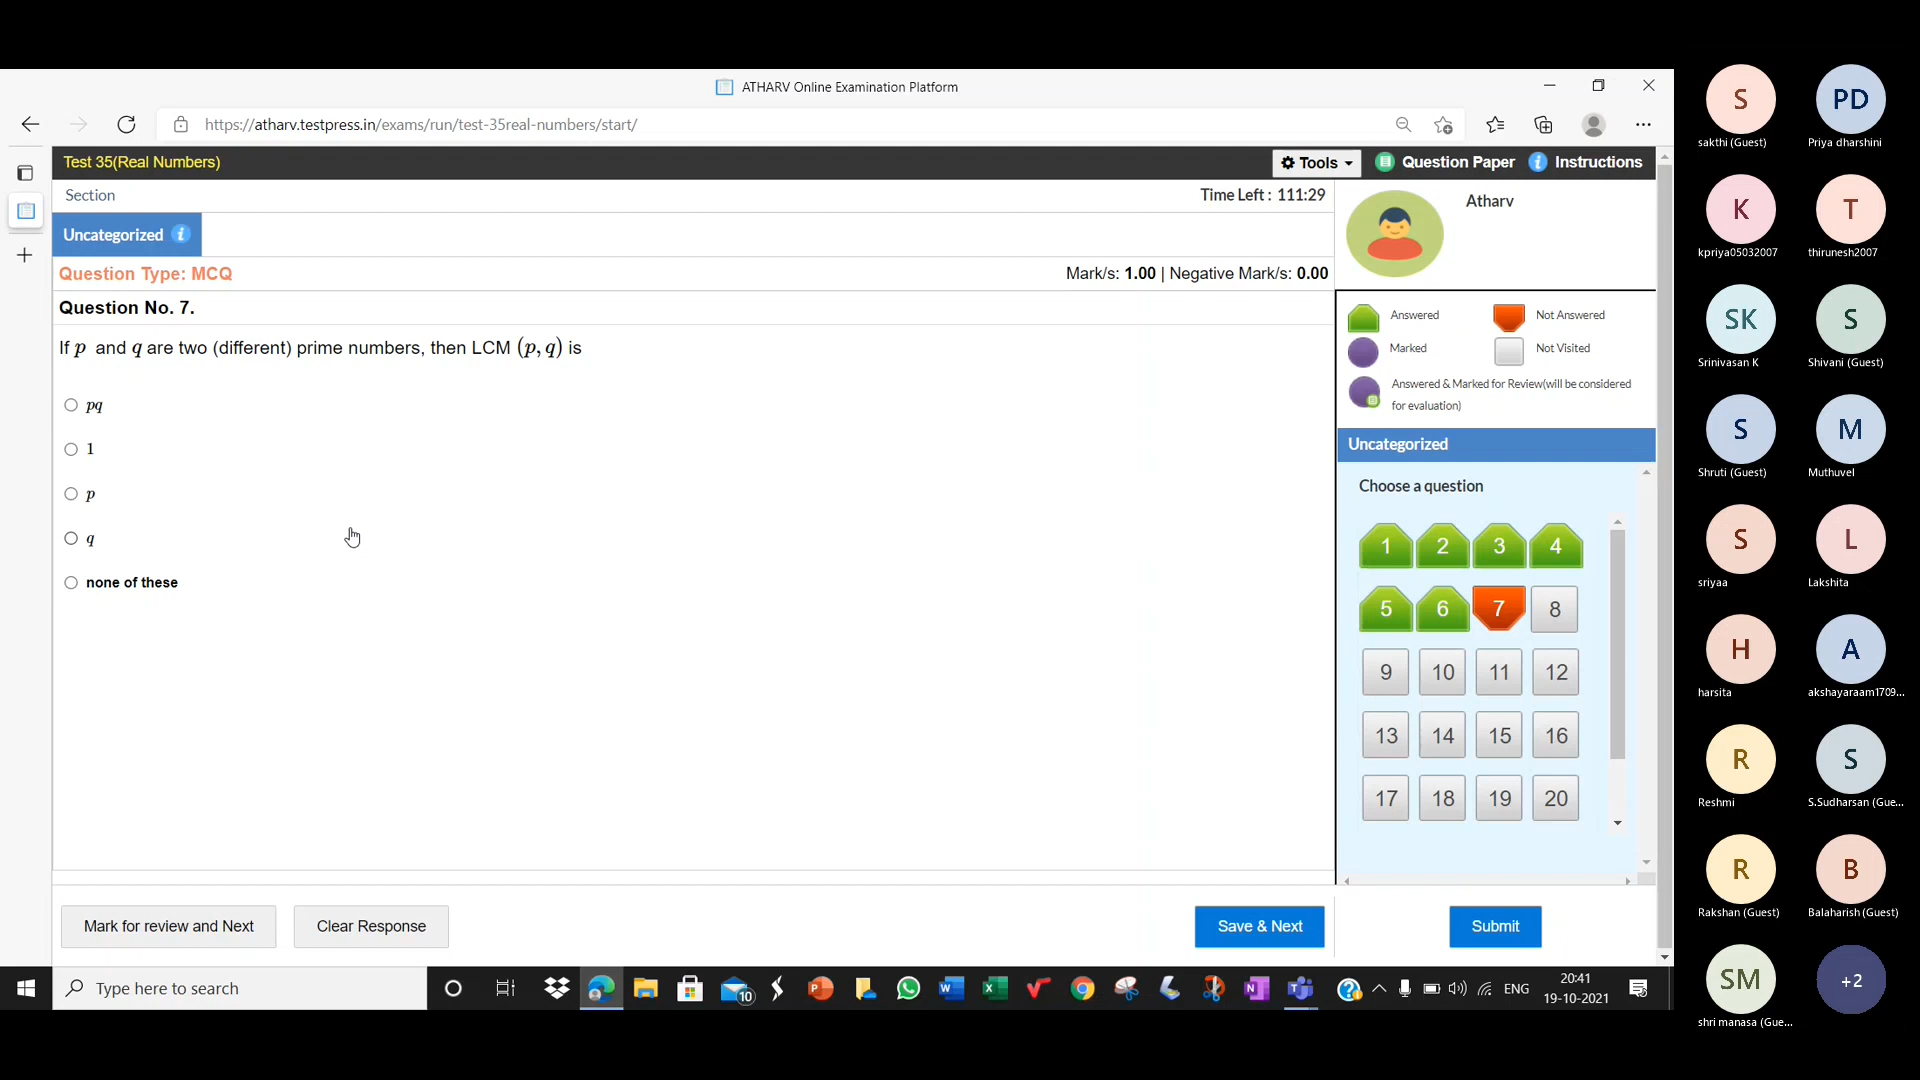 ATHARV Online Examination Platform
https://atharv.testpress.in/exams/run/test-35real-numbers/start/
Test 35(Real Numbers)
Tools
Question Paper
Instructions
Section
Time Left : 111:29
Atharv
Uncategorized
Question Type: MCQ
Mark/s: 1.00 | Negative Mark/s: 0.00
Question No. 7.
If p and q are two (different) prime numbers, then LCM (p, q) is
pq
1
p
q
none of these
Answered
Not Answered
Marked
Not Visited
Answered & Marked for Review(will be considered
for evaluation)
Uncategorized
Choose a question
1 2 3 4
5 6 7 8
9 10 11 12
13 14 15 16
17 18 19 20
Mark for review and Next
Clear Response
Save & Next
Submit
Type here to search
10
ENG
20:41
19-10-2021
S
PD
sakthi (Guest)
Priya dharshini
K
T
kpriya05032007
thirunesh2007
SK
S
Srinivasan K
Shivani (Guest)
S
M
Shruti (Guest)
Muthuvel
S
L
sriyaa
Lakshita
H
A
harsita
akshayaraam1709...
R
S
Reshmi
S.Sudharsan (Gue...
R
B
Rakshan (Guest)
Balaharish (Guest)
SM
+2
shri manasa (Gue...